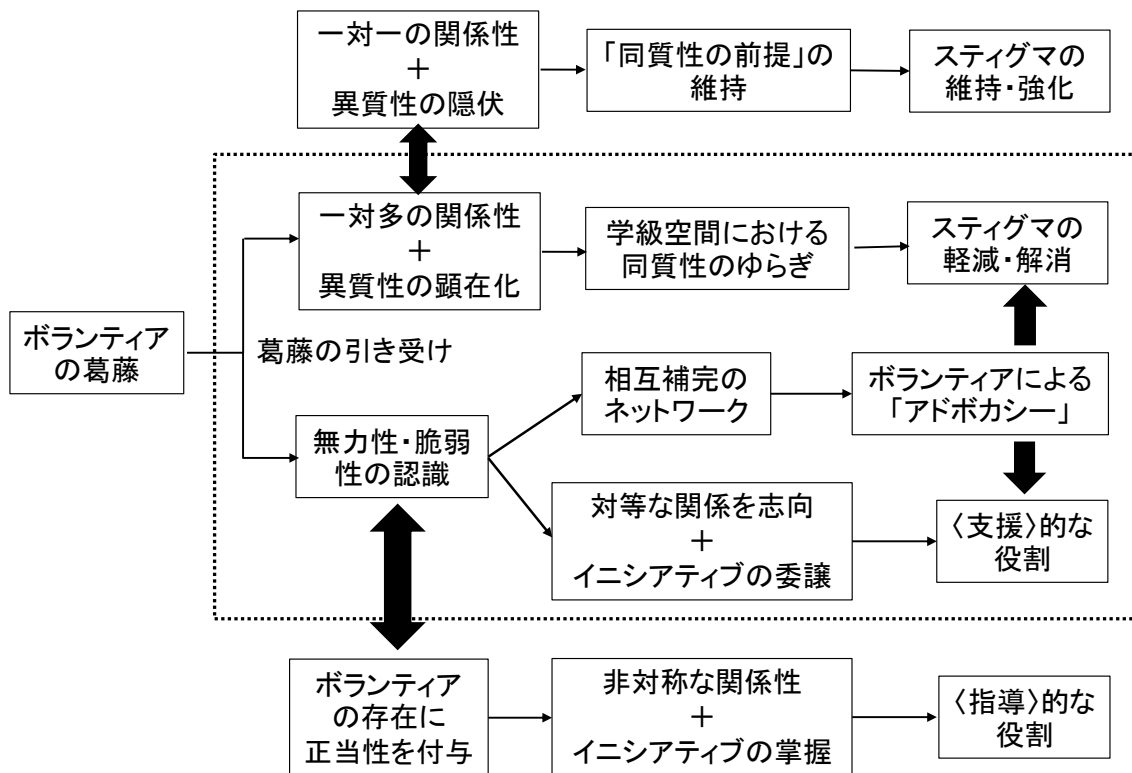 一対一の関係性
＋
異質性の隠伏
「同質性の前提」の
維持
スティグマの
維持・強化
一対多の関係性
＋
異質性の顕在化
学級空間における
同質性のゆらぎ
スティグマの
軽減・解消
ボランティア
の葛藤
葛藤の引き受け
相互補完の
ネットワーク
ボランティアによる
「アドボカシー」
無力性・脆弱
性の認識
対等な関係を志向
＋
イニシアティブの委譲
〈支援〉的な
役割
ボランティア
の存在に
正当性を付与
非対称な関係性
＋
イニシアティブの掌握
〈指導〉的な
役割